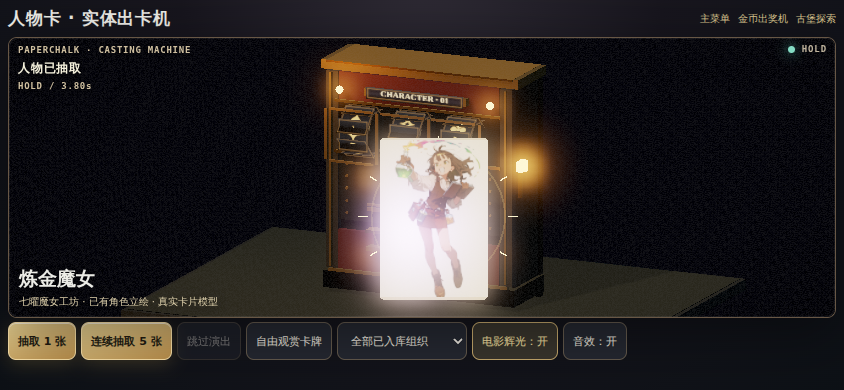 人物卡 · 实体出卡机
主菜单 金币出奖机 古堡探索
PAPERCHALK · CASTING MACHINE
人物已抽取
HOLD / 3.80s
HOLD
CHARACTER · 01
炼金魔女
七曜魔女工坊 · 已有角色立绘 · 真实卡片模型
抽取 1 张
连续抽取 5 张
跳过演出
自由观赏卡牌
全部已入库组织
电影辉光：开
音效：开